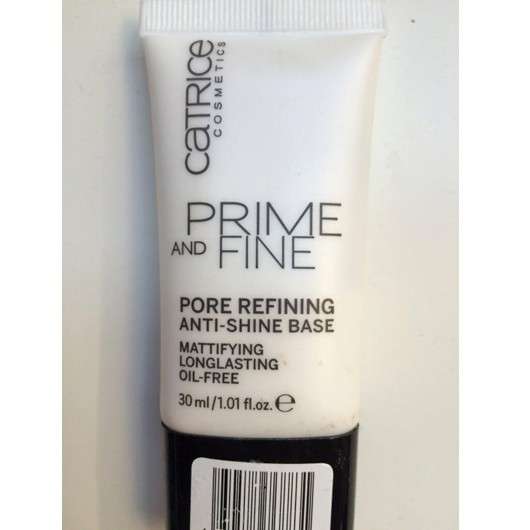 CATRICE
COSMETICS
PRIME
AND FINE
PORE REFINING
ANTI-SHINE BASE
MATTIFYING
LONGLASTING
OIL-FREE
30 ml/1.01 fl.oz. ℮